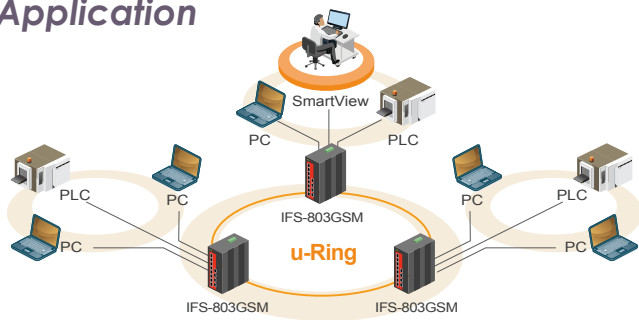 Application
SmartView
PC
PLC
PLC
PC
IFS-803GSM
PC
PLC
PC
u-Ring
PC
IFS-803GSM
IFS-803GSM